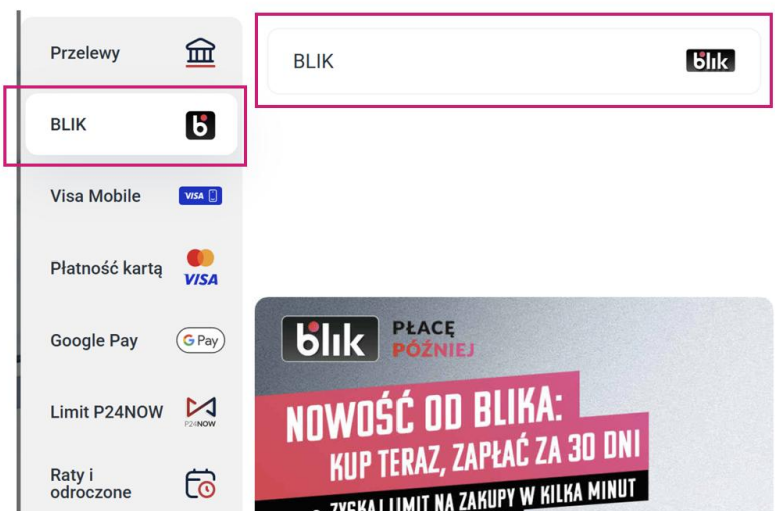 Przelewy
BLIK
Visa Mobile
VISA
Płatność kartą
VISA
Google Pay
G Pay
Limit P24NOW
P24NOW
Raty i
odroczone
BLIK
blik
blik
PŁACĘ
PÓŹNIEJ
NOWOŚĆ OD BLIKA:
KUP TERAZ, ZAPŁAĆ ZA 30 DNI
ZYSKAJ LIMIT NA ZAKUPY W KILKA MINUT